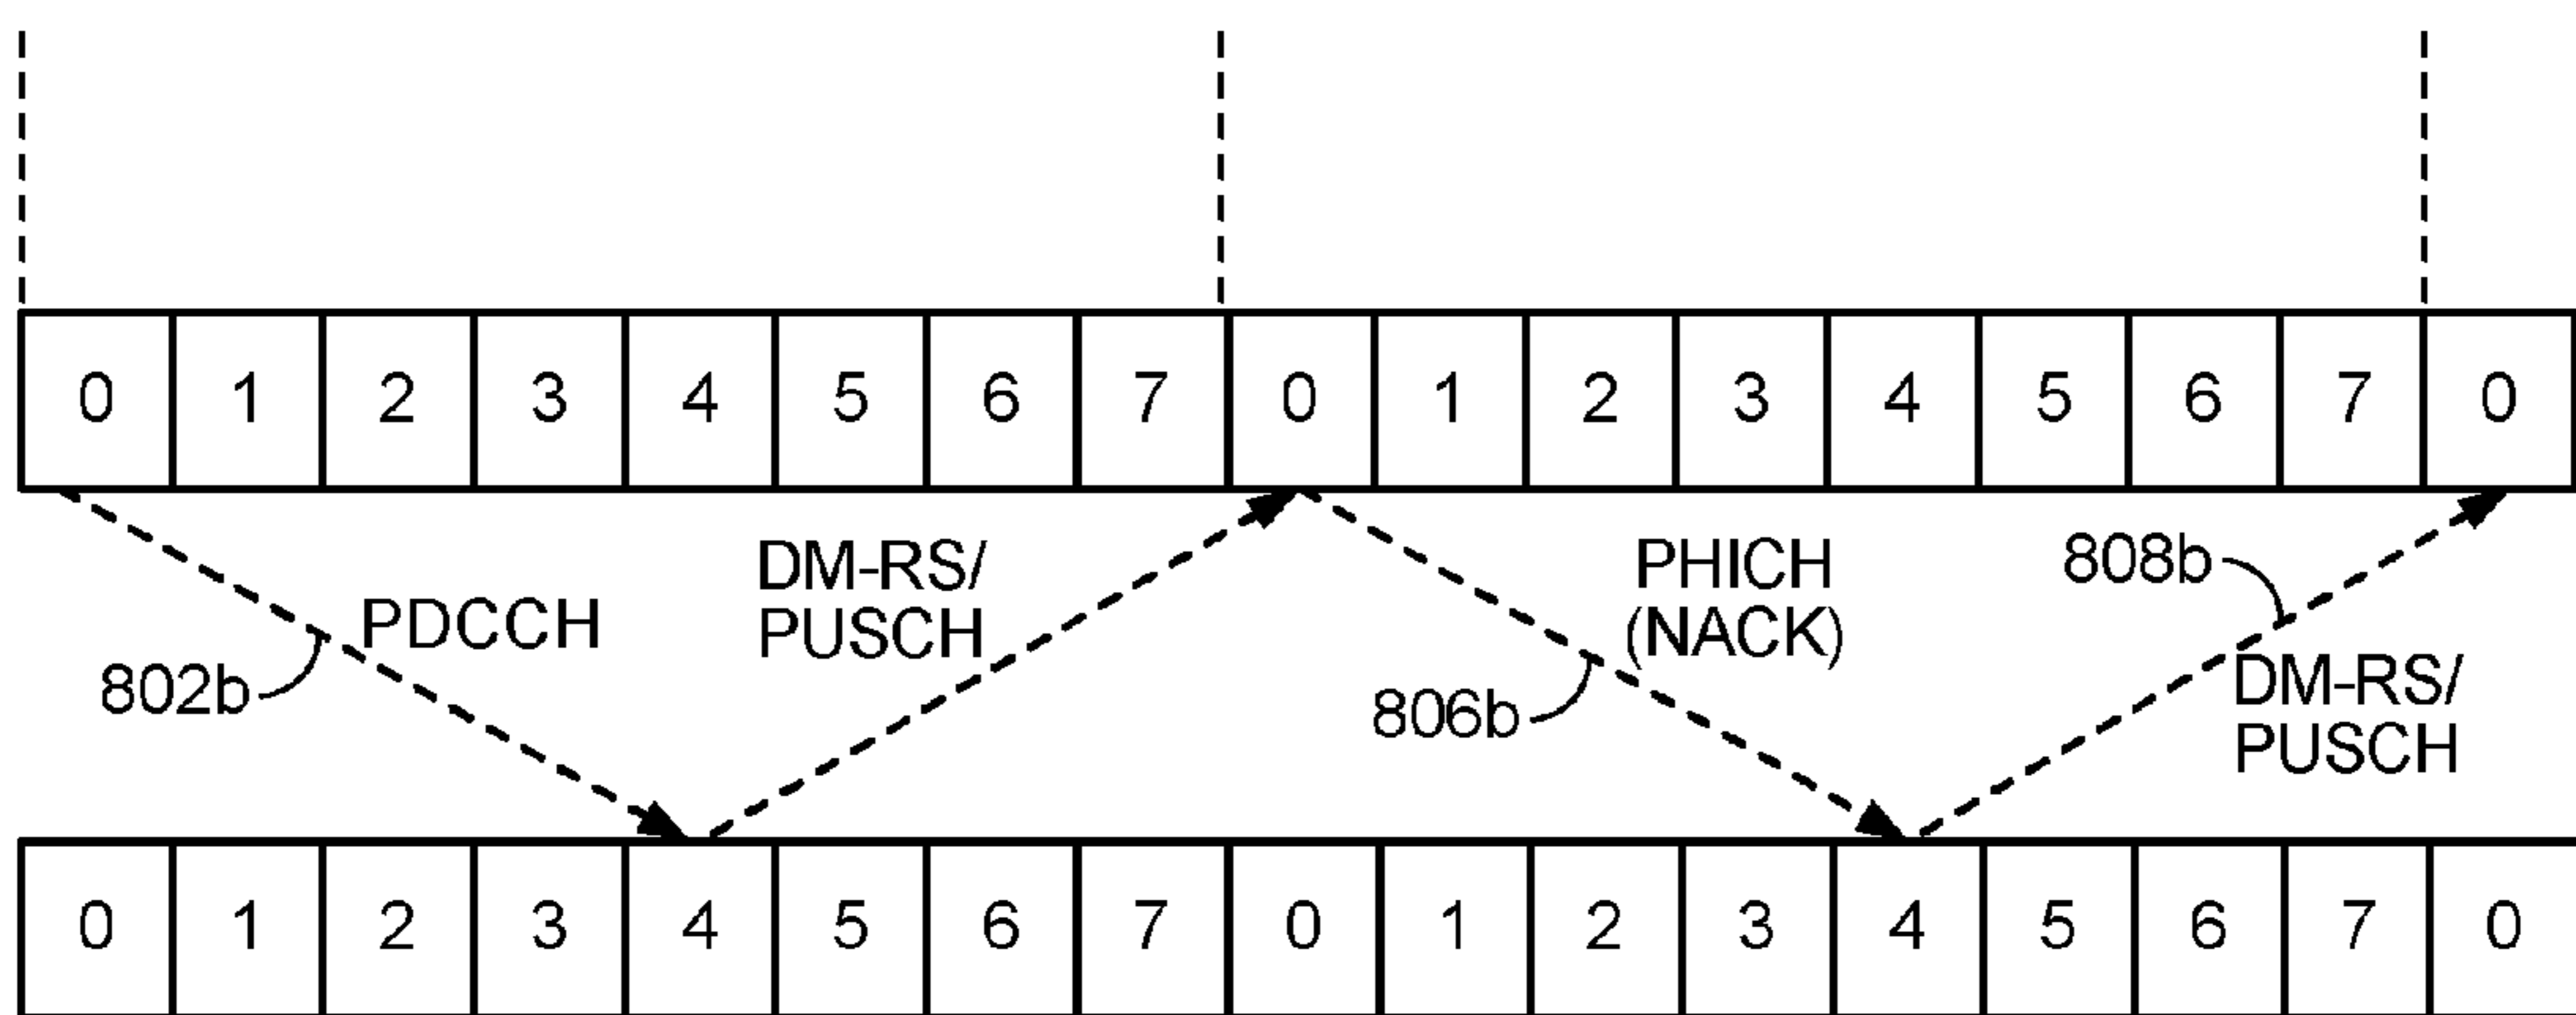 0 1 2 3 4 5 6 7 0 1 2 3 4 5 6 7 0
DM-RS/
PUSCH
PHICH
(NACK)
808b
PDCCH
802b
806b
DM-RS/
PUSCH
0 1 2 3 4 5 6 7 0 1 2 3 4 5 6 7 0